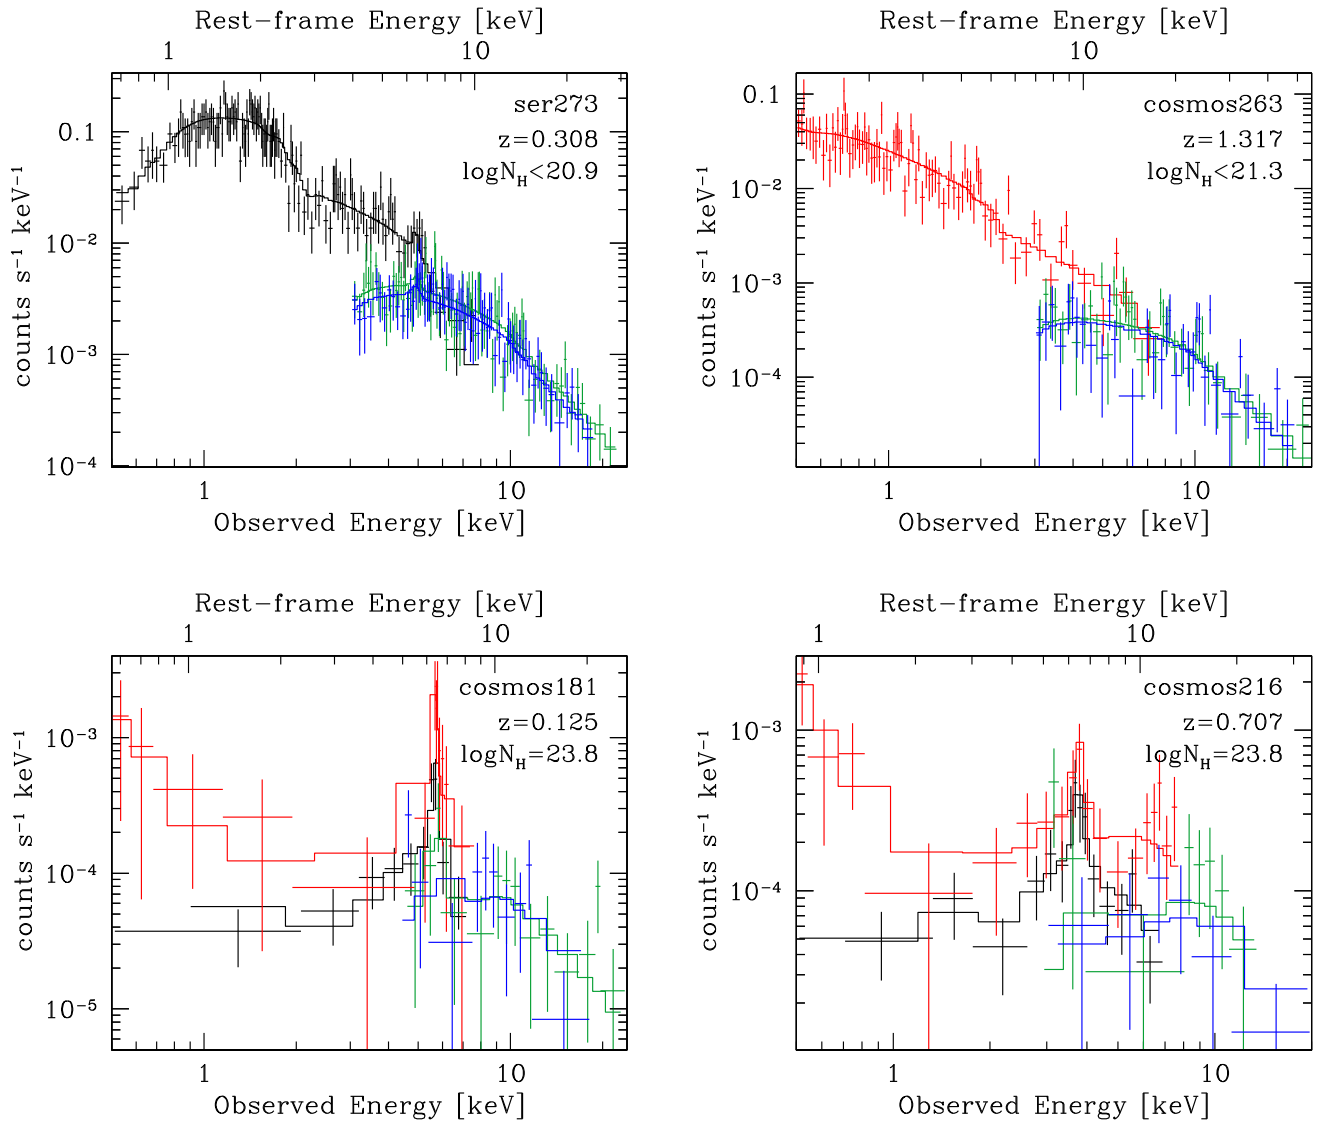 Rest-frame Energy [keV]
1 10
ser273
z=0.308
logN_H<20.9
0.1
10⁻²
10⁻³
10⁻⁴
counts s⁻¹ keV⁻¹
1 10
Observed Energy [keV]
Rest-frame Energy [keV]
10
cosmos263
z=1.317
logN_H<21.3
0.1
10⁻²
10⁻³
10⁻⁴
counts s⁻¹ keV⁻¹
1 10
Observed Energy [keV]
Rest-frame Energy [keV]
1 10
cosmos181
z=0.125
logN_H=23.8
10⁻³
10⁻⁴
10⁻⁵
counts s⁻¹ keV⁻¹
1 10
Observed Energy [keV]
Rest-frame Energy [keV]
1 10
cosmos216
z=0.707
logN_H=23.8
10⁻³
10⁻⁴
counts s⁻¹ keV⁻¹
1 10
Observed Energy [keV]